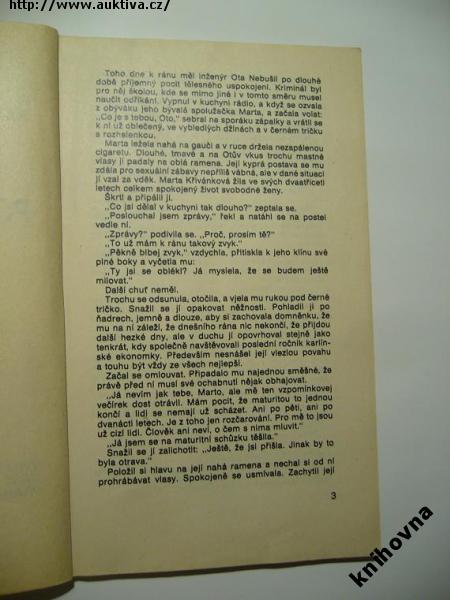 http://www.auktiva.cz/
Toho dne k ránu měl inženýr Ota Nebušil po dlouhé
době příjemný pocit tělesného uspokojení. Kriminál byl
pro něj školou, kde se mimo jiné i v tomto směru musel
naučit odříkání. Vypnul v kuchyni rádio, a když se ozvala
z obýváku jeho bývalá spolužačka Marta, a začala volat:
„Co je s tebou, Oto,“ sebral na sporáku zápalky a vrátil se
k ní už oblečený, ve vybledlých džínách a v černém tričku
s rozhalenkou.
Marta ležela nahá na gauči a v ruce držela nezapálenou
cigaretu. Dlouhé, tmavé a na Otův vkus trochu mastné
vlasy jí padaly na oblá ramena. Její kyprá postava se mu
zdála pro sexuální zábavy nepříliš vábná, ale v dané situaci
jí vzal za vděk. Marta Křivánková žila ve svých dvaatřiceti
letech celkem spokojený život svobodné ženy.
Škrtl a připálil jí.
„Co jsi dělal v kuchyni tak dlouho?“ zeptala se.
„Poslouchal jsem zprávy,“ řekl a natáhl se na postel
vedle ní.
„Zprávy?“ podivila se. „Proč, prosím tě?“
„To už mám k ránu takový zvyk.“
„Pěkně blbej zvyk,“ vzdychla, přitiskla k jeho klínu své
plné boky a vyčetla mu:
„Ty jsi se oblékl? Já myslela, že se budem ještě
milovat.“
Další chuť neměl.
Trochu se odsunula, otočila, a vjela mu rukou pod černé
tričko. Snažil se jí opakovat něžnosti. Pohladil ji po
ňadrech, jemně a dlouze, aby si zachovala domněnku, že
mu na ní záleží, že dnešního rána nic nekončí, že přijdou
další hezké dny, ale v duchu jí opovrhoval stejně jako
tenkrát, kdy společně navštěvovali poslední ročník karlín-
ské ekonomky. Především nesnášel její vlezlou povahu
a touhu být vždy ze všech nejlepší.
Začal se omlouvat. Připadalo mu najednou směšné, že
právě před ní musí své ochabnutí nějak obhajovat.
„Já nevím jak tebe, Marto, ale mě ten vzpomínkový
večírek dost otrávil. Mám pocit, že maturitou to jednou
končí a lidi se nemají už scházet. Ani po pěti, ani po
dvanácti letech. Je z toho jen rozčarování. Pro mě to jsou
už cizí lidi. Člověk ani neví, o čem s nima mluvit.“
„Já jsem se na maturitní schůzku těšila.“
Snažil se jí zalichotit: „Ještě, že jsi přišla. Jinak by to
byla otrava.“
Položil si hlavu na její nahá ramena a nechal si od ní
prohrábávat vlasy. Spokojeně se usmívala. Zachytil její
3
knihovna